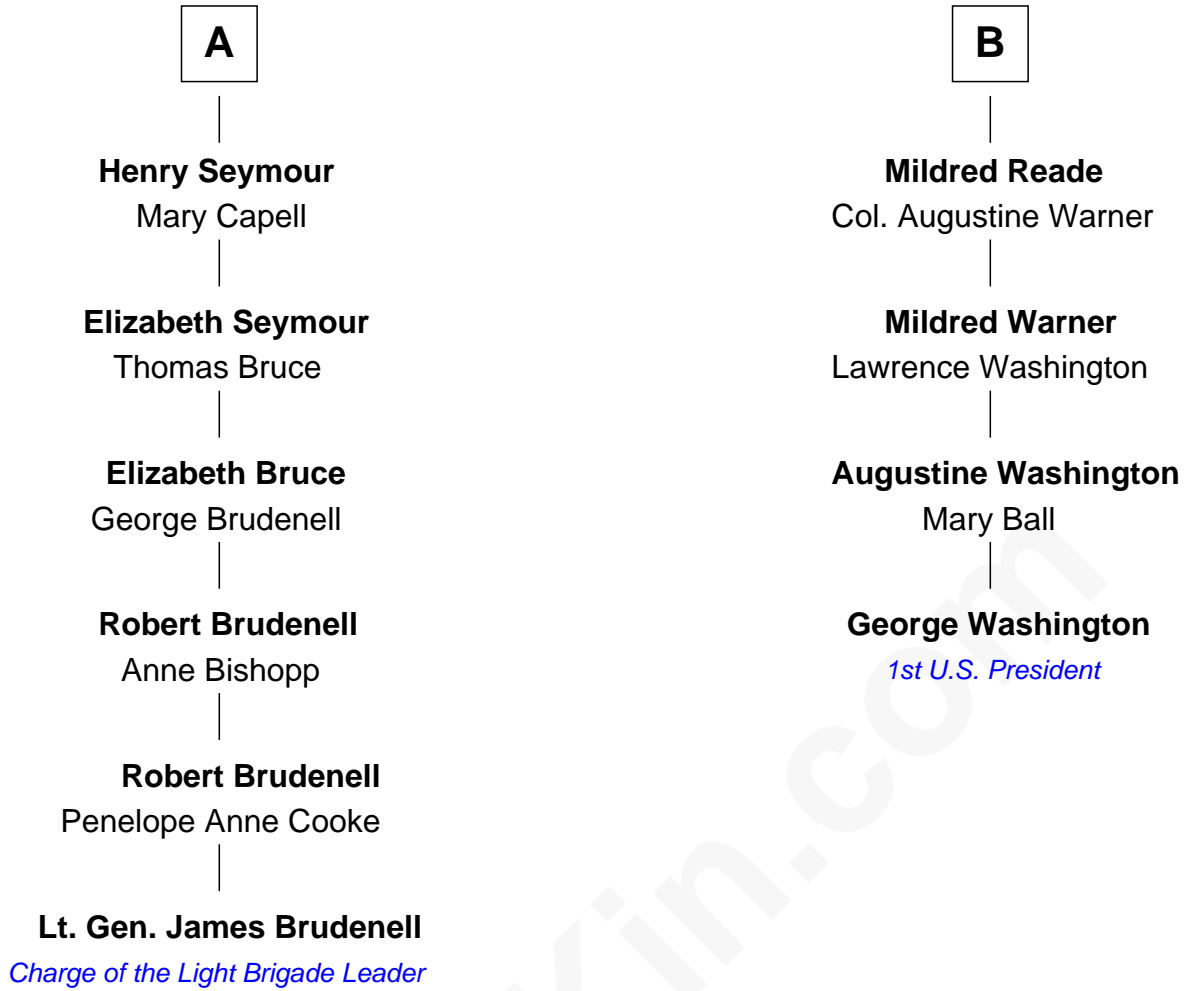 A
Henry Seymour
Mary Capell
Elizabeth Seymour
Thomas Bruce
Elizabeth Bruce
George Brudenell
Robert Brudenell
Anne Bishopp
Robert Brudenell
Penelope Anne Cooke
Lt. Gen. James Brudenell
Charge of the Light Brigade Leader
B
Mildred Reade
Col. Augustine Warner
Mildred Warner
Lawrence Washington
Augustine Washington
Mary Ball
George Washington
1st U.S. President
Kin.com